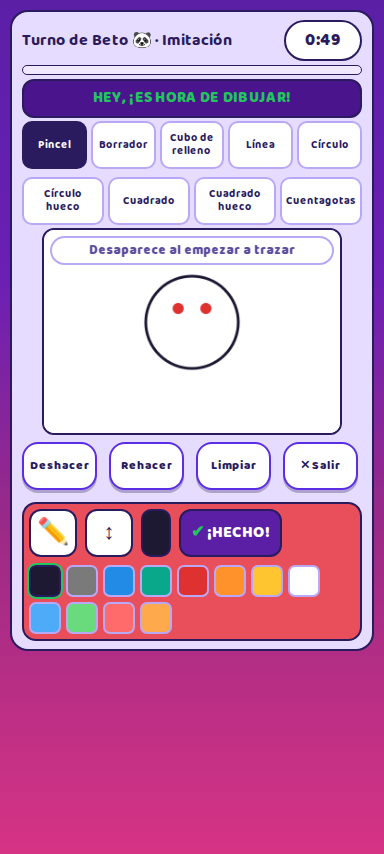 Turno de Beto 🐼 · Imitación
0:49
HEY, ¡ES HORA DE DIBUJAR!
Pincel
Borrador
Cubo de
relleno
Línea
Círculo
Círculo
hueco
Cuadrado
Cuadrado
hueco
Cuentagotas
Desaparece al empezar a trazar
Deshacer
Rehacer
Limpiar
✕ Salir
✔ ¡HECHO!